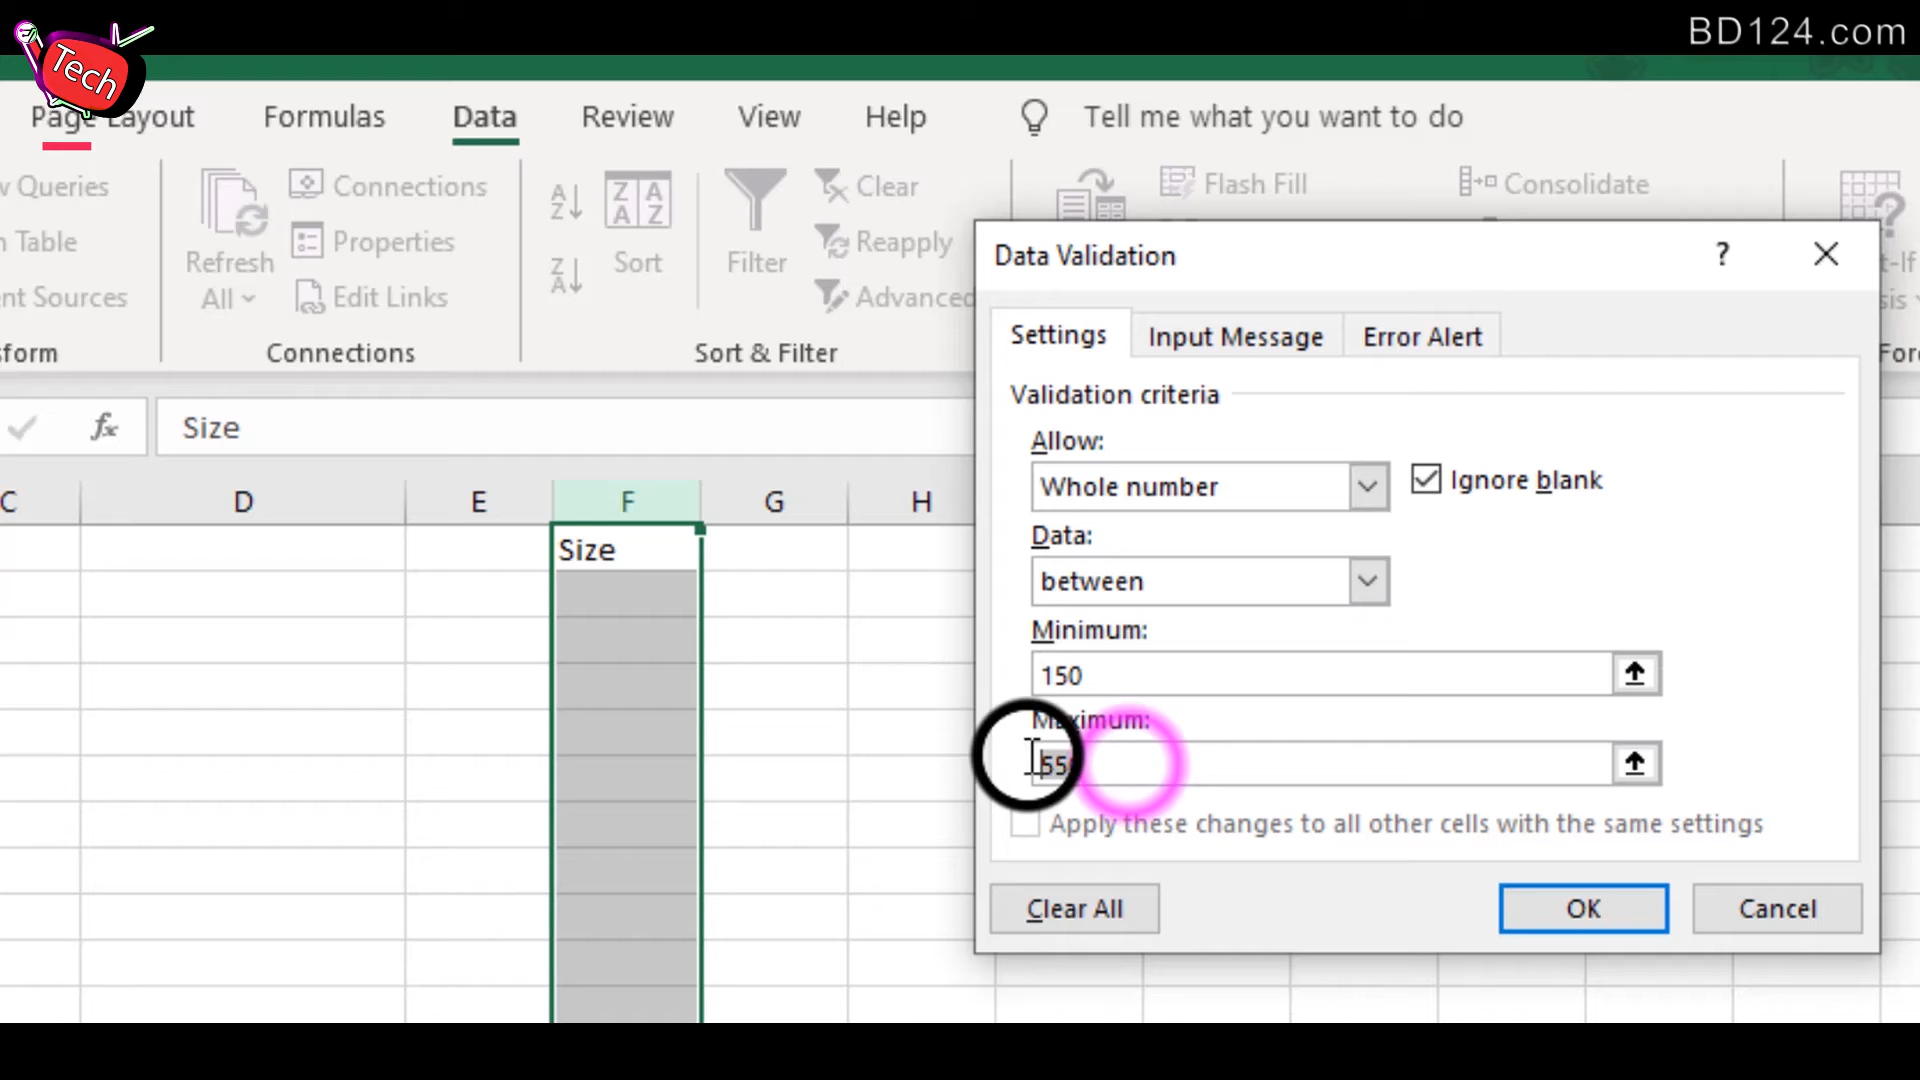 BD124.com
Tech
Page Layout Formulas Data Review View Help Tell me what you want to do
w Queries Connections Clear Flash Fill Consolidate
n Table Properties Reapply
Refresh All Sort Filter
nt Sources Edit Links Advanced
Connections Sort & Filter
fx Size
C D E F G H
Size
Data Validation ? 
Settings Input Message Error Alert
Validation criteria
Allow:
Whole number Ignore blank
Data:
between
Minimum:
150
Maximum:
Apply these changes to all other cells with the same settings
Clear All OK Cancel